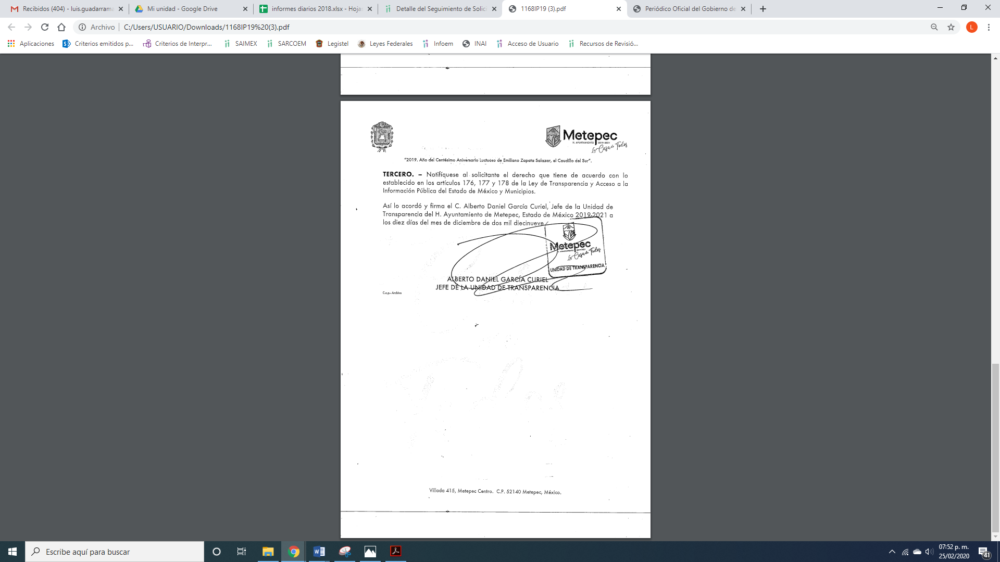 Recibidos (404) - luis.guadarrama
Mi unidad - Google Drive
informes diarios 2018.xlsx - Hojas
Detalle del Seguimiento de Solici
1168IP19 (3).pdf
Periódico Oficial del Gobierno de
Archivo
C:/Users/USUARIO/Downloads/1168IP19%20(3).pdf
L
Aplicaciones
Criterios emitidos p...
Criterios de Interpr...
SAIMEX
SARCOEM
Legistel
Leyes Federales
Infoem
INAI
Acceso de Usuario
Recursos de Revisió...
Metepec
H. AYUNTAMIENTO 2019-2021
La Casa de Todos
"2019. Año del Centésimo Aniversario Luctuoso de Emiliano Zapata Salazar, el Caudillo del Sur".
TERCERO. – Notifíquese al solicitante el derecho que tiene de acuerdo con lo
establecido en los artículos 176, 177 y 178 de la Ley de Transparencia y Acceso a la
Información Pública del Estado de México y Municipios.
Así lo acordó y firma el C. Alberto Daniel García Curiel, Jefe de la Unidad de
Transparencia del H. Ayuntamiento de Metepec, Estado de México 2019-2021 a
los diez días del mes de diciembre de dos mil diecinueve
Metepec
La Casa de Todos
UNIDAD DE TRANSPARENCIA
ALBERTO DANIEL GARCÍA CURIEL
JEFE DE LA UNIDAD DE TRANSPARENCIA
C.c.p.- Archivo
Villada 415, Metepec Centro. C.P. 52140 Metepec, México.
Escribe aquí para buscar
07:52 p. m.
25/02/2020
41